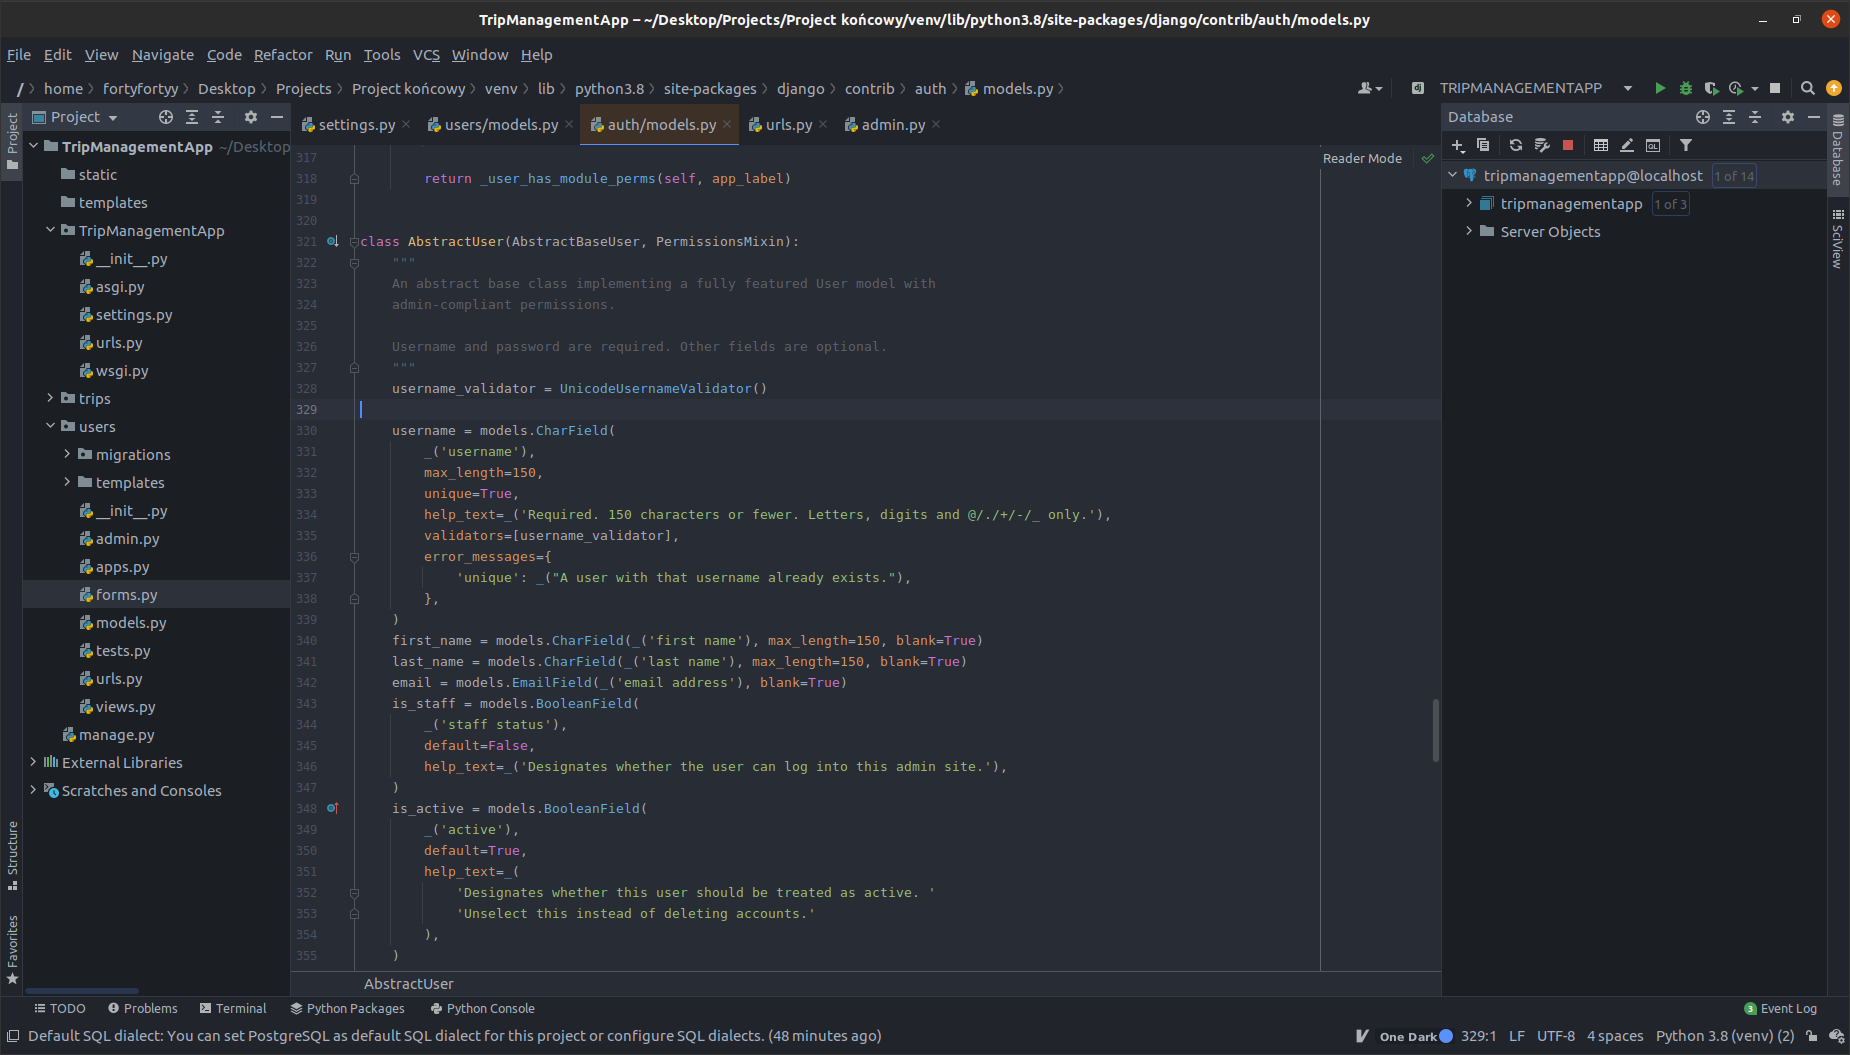 TripManagementApp – ~/Desktop/Projects/Project końcowy/venv/lib/python3.8/site-packages/django/contrib/auth/models.py
File Edit View Navigate Code Refactor Run Tools VCS Window Help
/ home fortyfortyy Desktop Projects Project końcowy venv lib python3.8 site-packages django contrib auth models.py
TRIPMANAGEMENTAPP
Project
Project
TripManagementApp ~/Desktop
static
templates
TripManagementApp
__init__.py
asgi.py
settings.py
urls.py
wsgi.py
trips
users
migrations
templates
__init__.py
admin.py
apps.py
forms.py
models.py
tests.py
urls.py
views.py
manage.py
External Libraries
Scratches and Consoles
Structure
Favorites
settings.py users/models.py auth/models.py urls.py admin.py
Reader Mode
317
318 return _user_has_module_perms(self, app_label)
319
320
321 class AbstractUser(AbstractBaseUser, PermissionsMixin):
322 """
323 An abstract base class implementing a fully featured User model with
324 admin-compliant permissions.
325
326 Username and password are required. Other fields are optional.
327 """
328 username_validator = UnicodeUsernameValidator()
329
330 username = models.CharField(
331 _('username'),
332 max_length=150,
333 unique=True,
334 help_text=_('Required. 150 characters or fewer. Letters, digits and @/./+/-/_ only.'),
335 validators=[username_validator],
336 error_messages={
337 'unique': _("A user with that username already exists."),
338 },
339 )
340 first_name = models.CharField(_('first name'), max_length=150, blank=True)
341 last_name = models.CharField(_('last name'), max_length=150, blank=True)
342 email = models.EmailField(_('email address'), blank=True)
343 is_staff = models.BooleanField(
344 _('staff status'),
345 default=False,
346 help_text=_('Designates whether the user can log into this admin site.'),
347 )
348 is_active = models.BooleanField(
349 _('active'),
350 default=True,
351 help_text=_(
352 'Designates whether this user should be treated as active. '
353 'Unselect this instead of deleting accounts.'
354 ),
355 )
AbstractUser
Database
tripmanagementapp@localhost 1 of 14
tripmanagementapp 1 of 3
Server Objects
Database
SciView
TODO Problems Terminal Python Packages Python Console
3 Event Log
Default SQL dialect: You can set PostgreSQL as default SQL dialect for this project or configure SQL dialects. (48 minutes ago)
One Dark 329:1 LF UTF-8 4 spaces Python 3.8 (venv) (2)